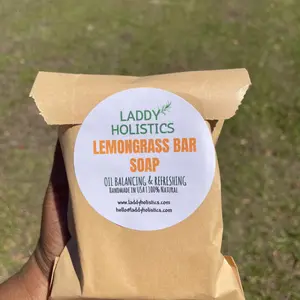 LADDY
HOLISTICS
LEMONGRASS BAR
SOAP
OIL BALANCING & REFRESHING
HANDMADE IN USA | 100% NATURAL
www.laddyholistics.com
hello@laddyholistics.com